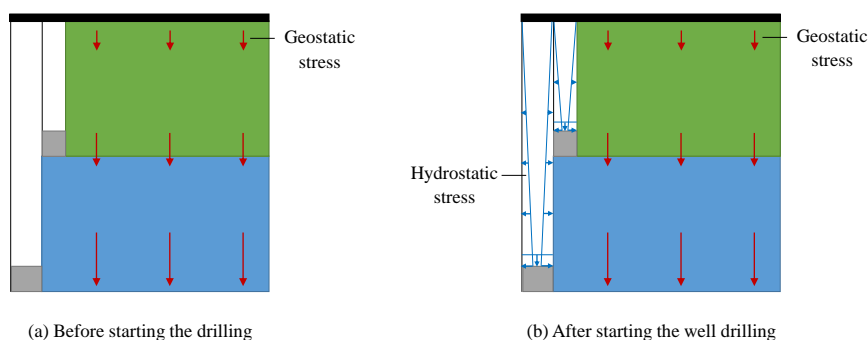 Geostatic
stress
Geostatic
stress
Hydrostatic
stress
(a) Before starting the drilling
(b) After starting the well drilling